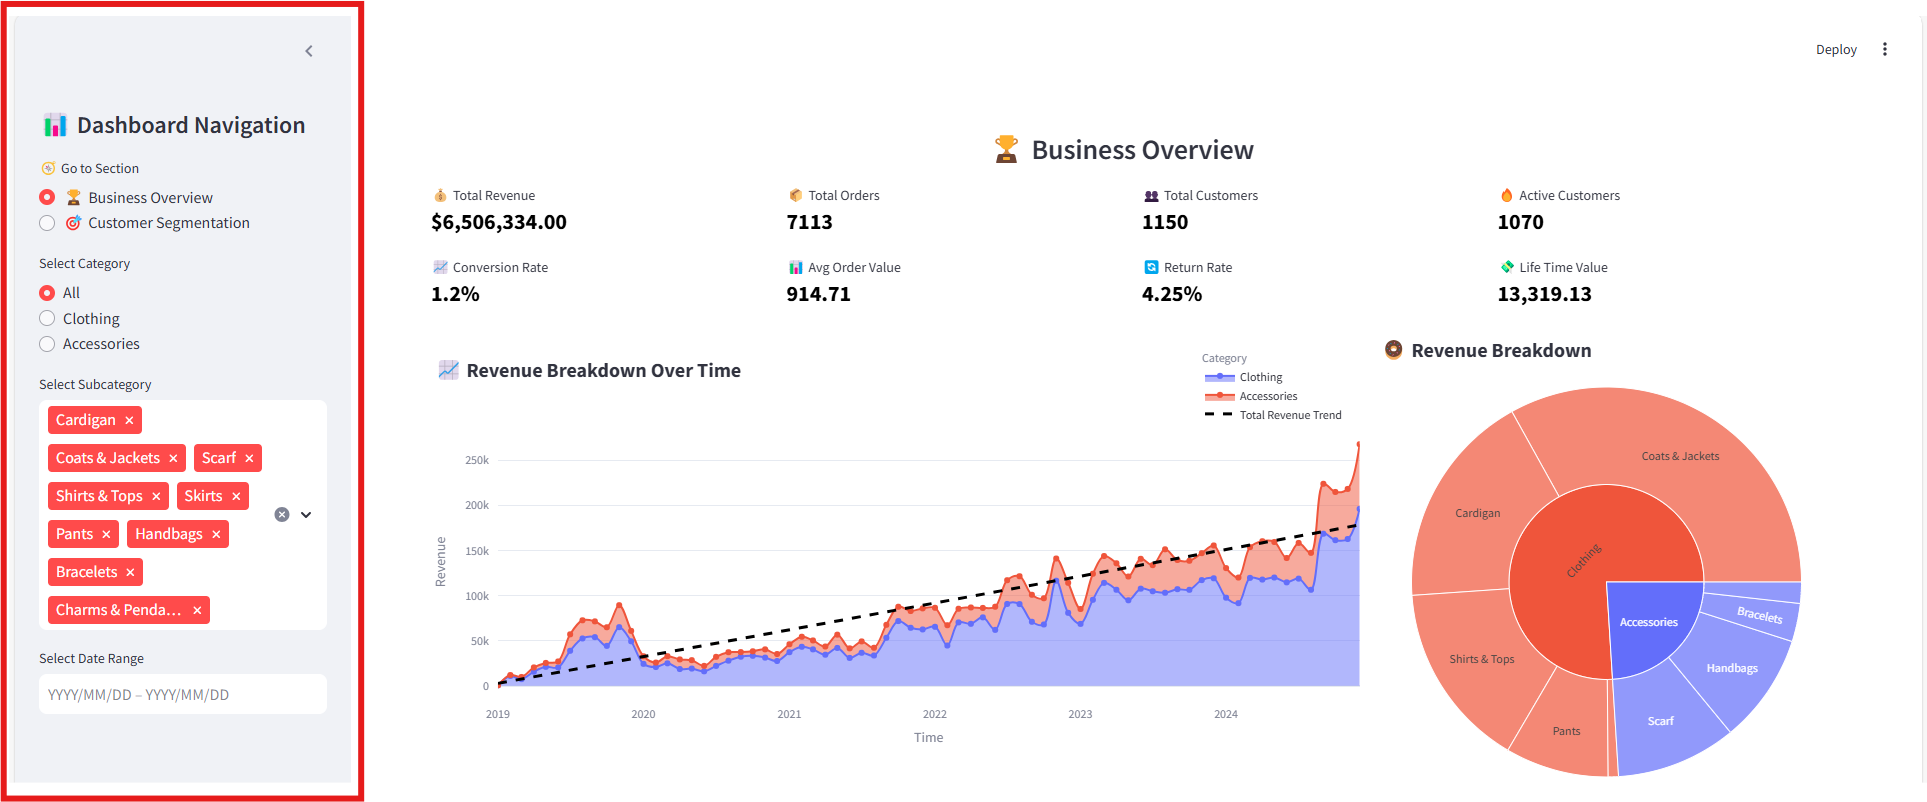 Dashboard Navigation
Go to Section
Business Overview
Customer Segmentation
Select Category
All
Clothing
Accessories
Select Subcategory
Cardigan ×
Coats & Jackets × Scarf ×
Shirts & Tops × Skirts ×
Pants × Handbags ×
Bracelets ×
Charms & Penda... ×
Select Date Range
YYYY/MM/DD – YYYY/MM/DD
Deploy
Business Overview
Total Revenue
$6,506,334.00
Total Orders
7113
Total Customers
1150
Active Customers
1070
Conversion Rate
1.2%
Avg Order Value
914.71
Return Rate
4.25%
Life Time Value
13,319.13
Revenue Breakdown Over Time
Category
Clothing
Accessories
Total Revenue Trend
Revenue
250k
200k
150k
100k
50k
0
2019 2020 2021 2022 2023 2024
Time
Revenue Breakdown
Coats & Jackets
Cardigan
Clothing
Accessories
Bracelets
Handbags
Shirts & Tops
Scarf
Pants